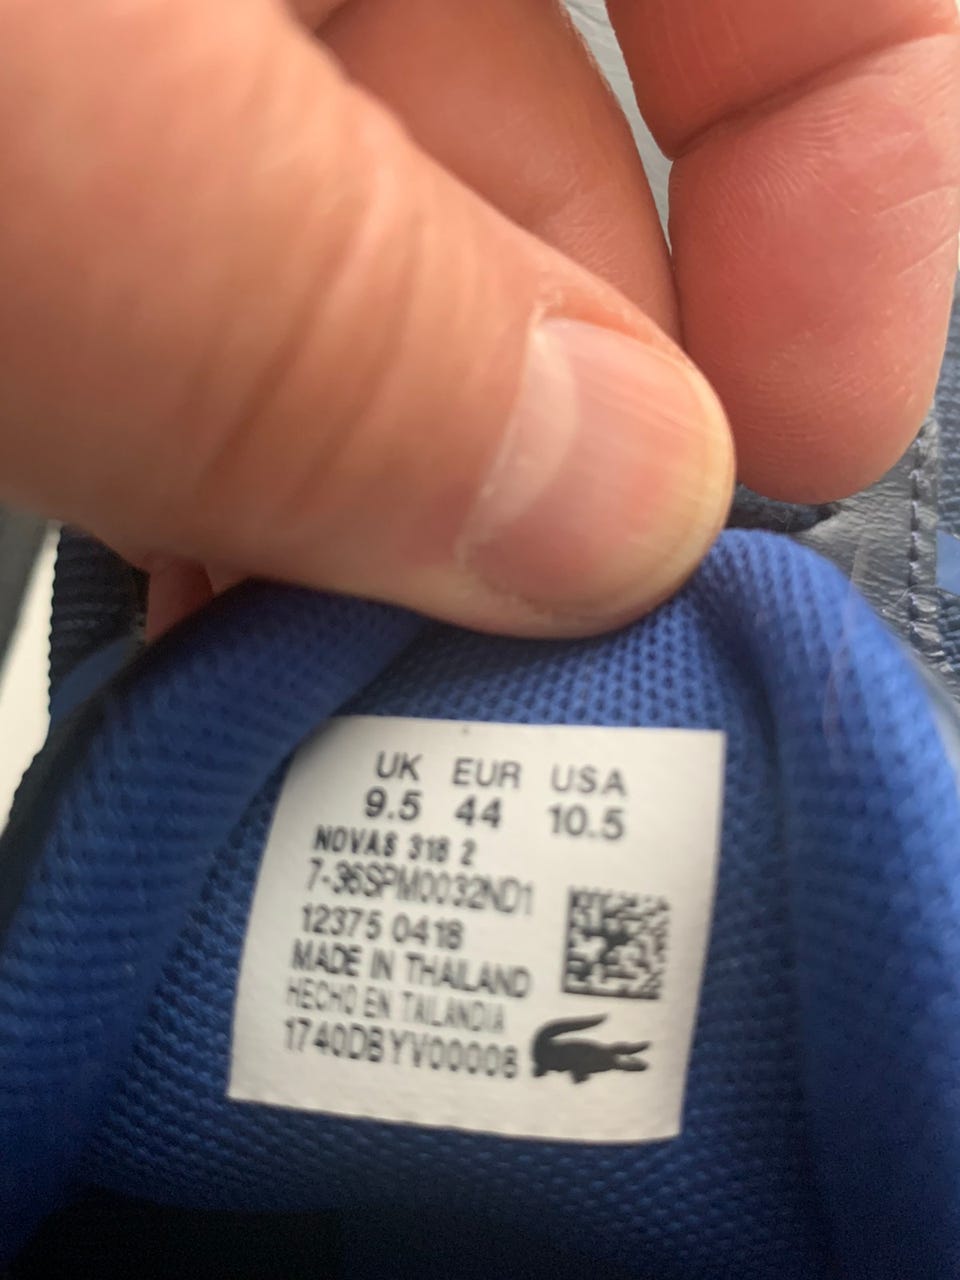 UK EUR USA
9.5 44 10.5
NOVAS 318 2
7-36SPM0032ND1
12375 0418
MADE IN THAILAND
HECHO EN TAILANDIA
1740DBYV00008